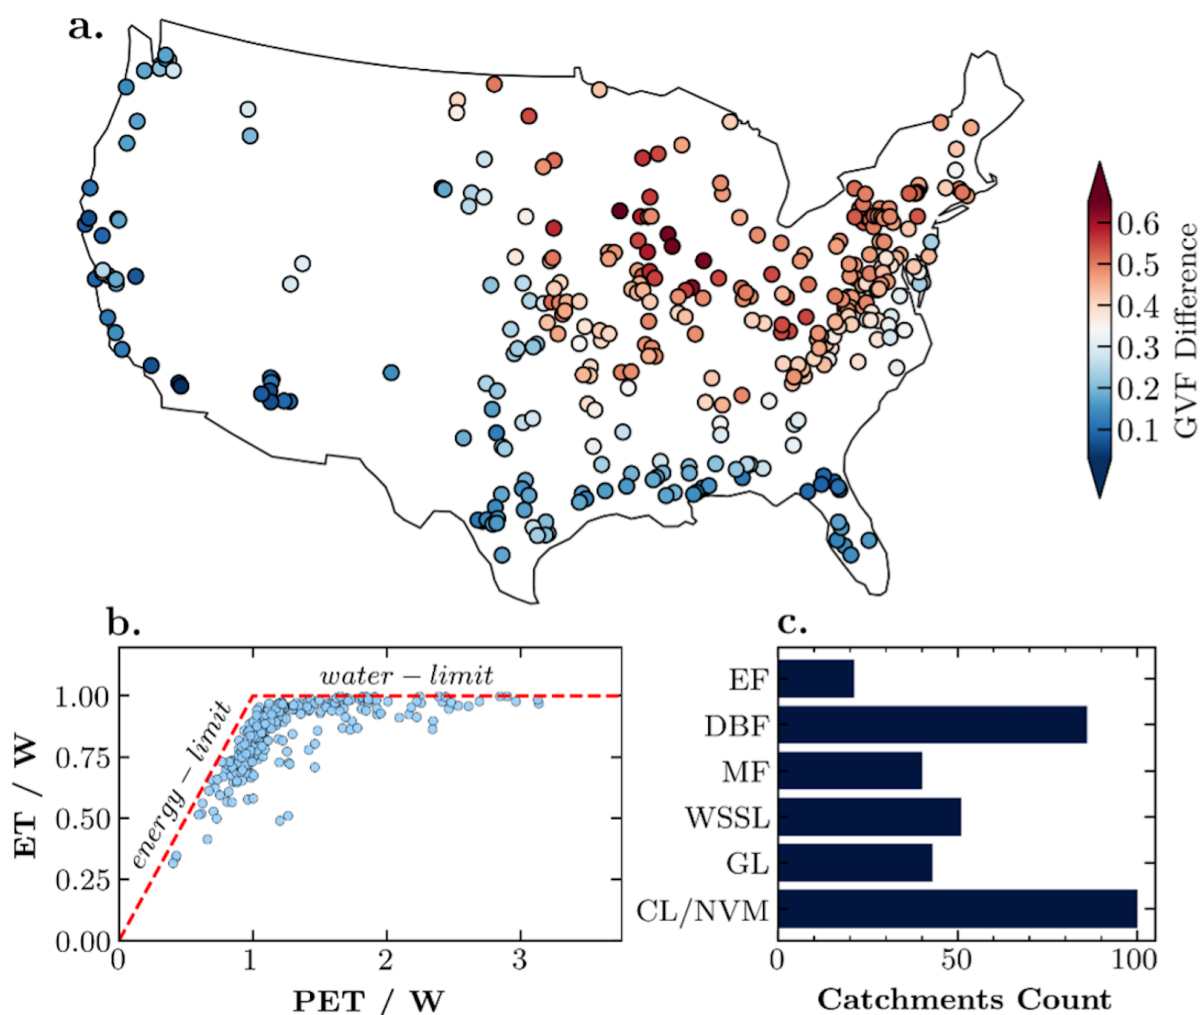 a.
0.6
0.5
0.4
0.3
0.2
0.1
GVF Difference
b.
water − limit
energy − limit
1.00
0.75
0.50
0.25
0.00
ET / W
0 1 2 3
PET / W
c.
EF
DBF
MF
WSSL
GL
CL/NVM
0 50 100
Catchments Count